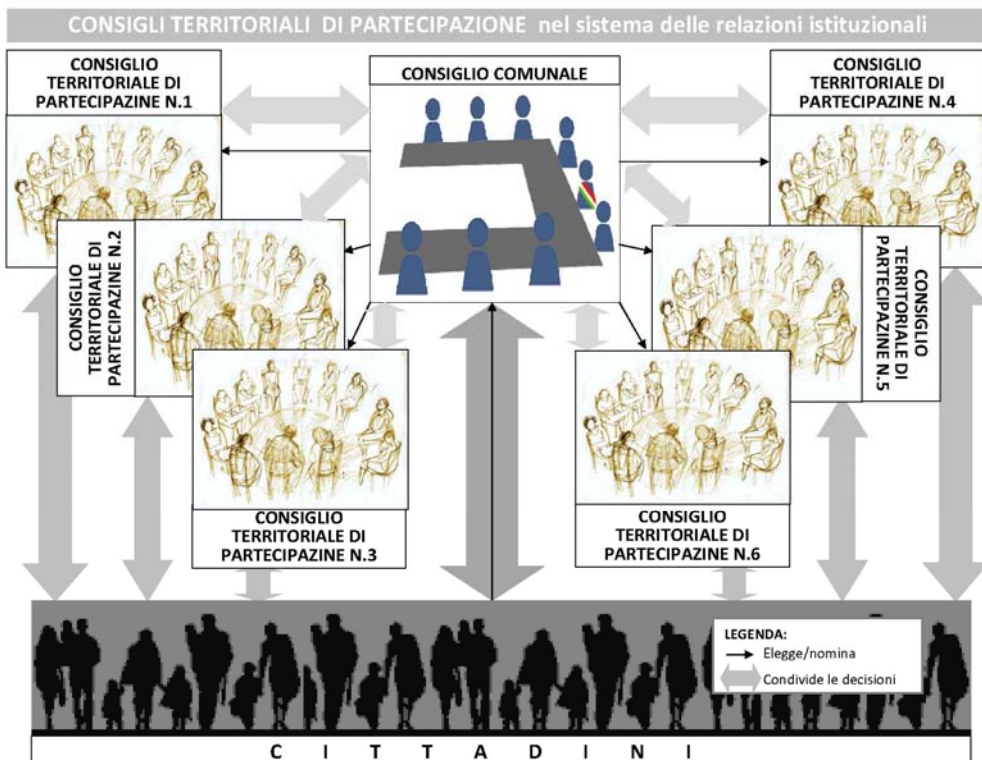 CONSIGLI TERRITORIALI DI PARTECIPAZIONE nel sistema delle relazioni istituzionali
CONSIGLIO
TERRITORIALE DI
PARTECIPAZINE N.1
CONSIGLIO COMUNALE
CONSIGLIO
TERRITORIALE DI
PARTECIPAZINE N.4
CONSIGLIO
TERRITORIALE DI
PARTECIPAZINE N.2
CONSIGLIO
TERRITORIALE DI
PARTECIPAZINE N.5
CONSIGLIO
TERRITORIALE DI
PARTECIPAZINE N.3
CONSIGLIO
TERRITORIALE DI
PARTECIPAZINE N.6
LEGENDA:
Elegge/nomina
Condivide le decisioni
C I T T A D I N I